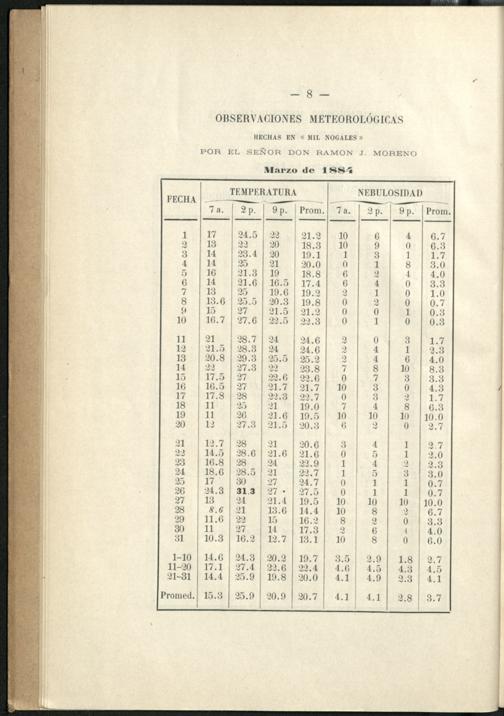 — 8 —
OBSERVACIONES METEOROLÓGICAS
HECHAS EN « MIL NOGALES »
POR EL SEÑOR DON RAMON J. MORENO
Marzo de 1884
FECHA TEMPERATURA NEBULOSIDAD
7 a. 2 p. 9 p. Prom. 7 a. 2 p. 9 p. Prom.
1 17 24.5 22 21.2 10 6 4 6.7
2 13 22 20 18.3 10 9 0 6.3
3 14 23.4 20 19.1 1 3 1 1.7
4 14 25 21 20.0 0 1 8 3.0
5 16 21.3 19 18.8 6 2 4 4.0
6 14 21.6 16.5 17.4 6 4 0 3.3
7 13 25 19.6 19.2 2 1 0 1.0
8 13.6 25.5 20.3 19.8 0 2 0 0.7
9 15 27 21.5 21.2 0 0 1 0.3
10 16.7 27.6 22.5 22.3 0 1 0 0.3
11 21 28.7 24 24.6 2 0 3 1.7
12 21.5 28.3 24 24.6 2 4 1 2.3
13 20.8 29.3 25.5 25.2 2 4 6 4.0
14 22 27.3 22 23.8 7 8 10 8.3
15 17.5 27 22.6 22.6 0 7 3 3.3
16 16.5 27 21.7 21.7 10 3 0 4.3
17 17.8 28 22.3 22.7 0 3 2 1.7
18 11 25 21 19.0 7 4 8 6.3
19 11 26 21.6 19.5 10 10 10 10.0
20 12 27.3 21.5 20.3 6 2 0 2.7
21 12.7 28 21 20.6 3 4 1 2.7
22 14.5 28.6 21.6 21.6 0 5 1 2.0
23 16.8 28 24 22.9 1 4 2 2.3
24 18.6 28.5 21 22.7 1 5 3 3.0
25 17 30 27 24.7 0 1 1 0.7
26 24.3 31.3 27 27.5 0 1 1 0.7
27 13 24 21.4 19.5 10 10 10 10.0
28 8.6 21 13.6 14.4 10 8 2 6.7
29 11.6 22 15 16.2 8 2 0 3.3
30 11 27 14 17.3 2 6 4 4.0
31 10.3 16.2 12.7 13.1 10 8 0 6.0
1-10 14.6 24.3 20.2 19.7 3.5 2.9 1.8 2.7
11-20 17.1 27.4 22.6 22.4 4.6 4.5 4.3 4.5
21-31 14.4 25.9 19.8 20.0 4.1 4.9 2.3 4.1
Promed. 15.3 25.9 20.9 20.7 4.1 4.1 2.8 3.7